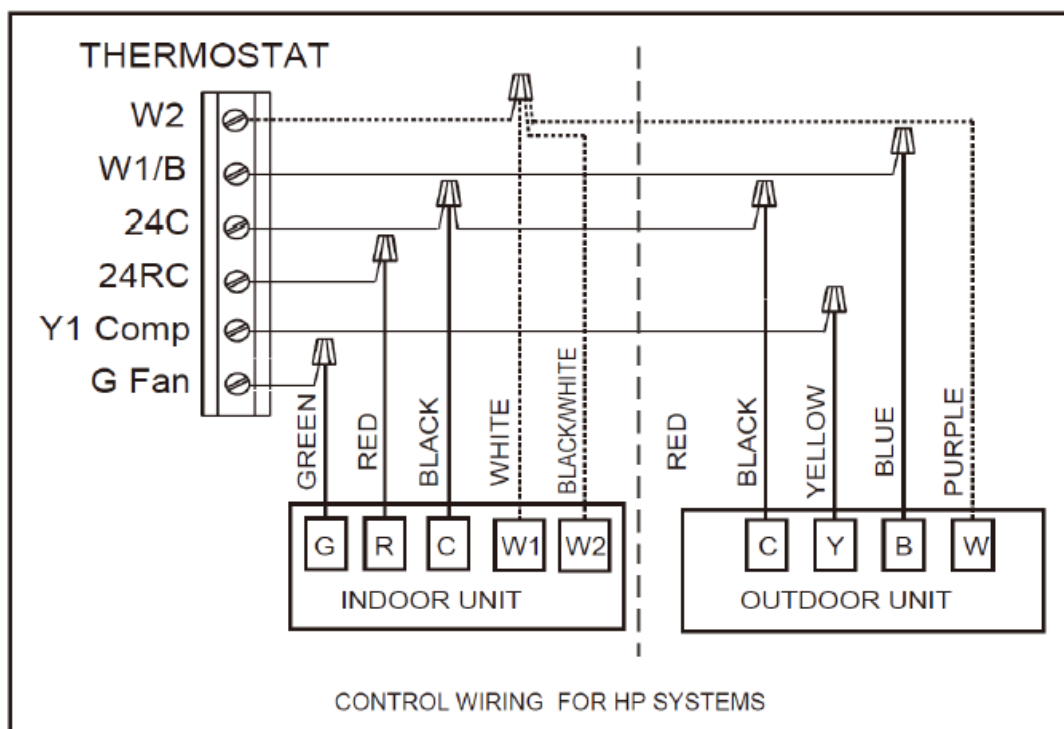 THERMOSTAT
W2
W1/B
24C
24RC
Y1 Comp
G Fan
GREEN
RED
BLACK
WHITE
BLACK/WHITE
RED
BLACK
YELLOW
BLUE
PURPLE
G R C W1 W2
C Y B W
INDOOR UNIT
OUTDOOR UNIT
CONTROL WIRING FOR HP SYSTEMS